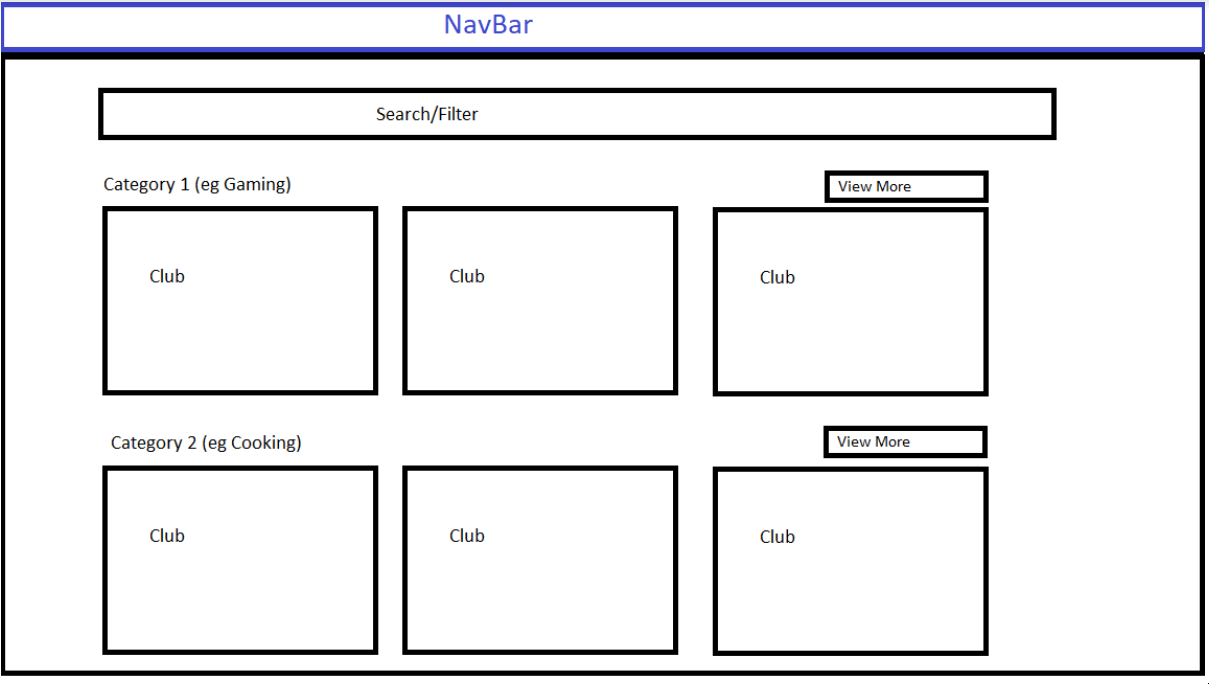 NavBar
Search/Filter
Category 1 (eg Gaming)
View More
Club
Club
Club
Category 2 (eg Cooking)
View More
Club
Club
Club